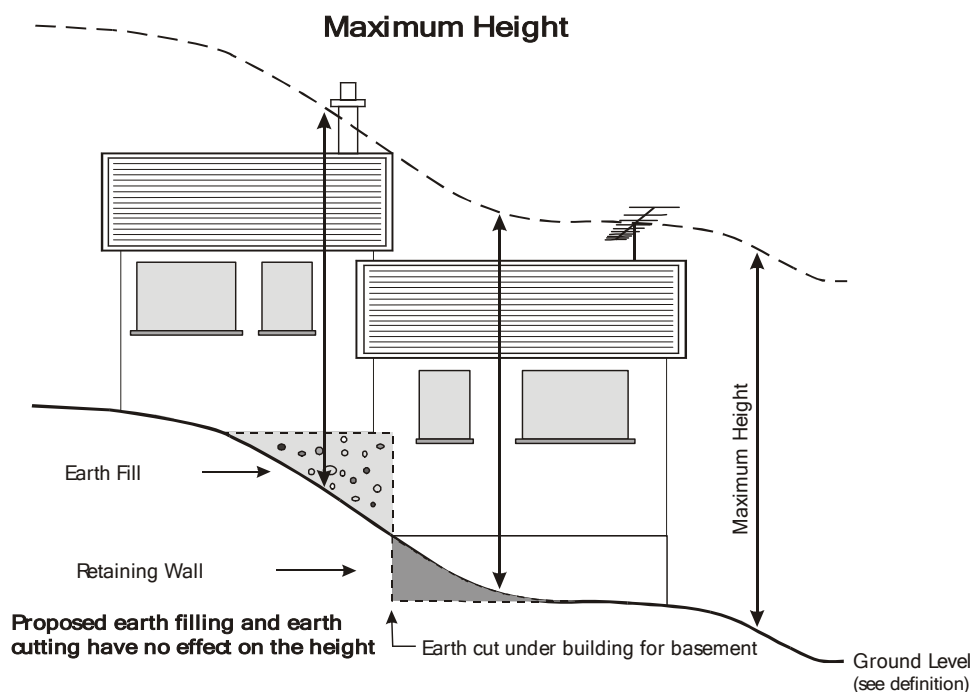 Maximum Height
Maximum Height
Earth Fill
Retaining Wall
Proposed earth filling and earth
cutting have no effect on the height
Earth cut under building for basement
Ground Level
(see definition)